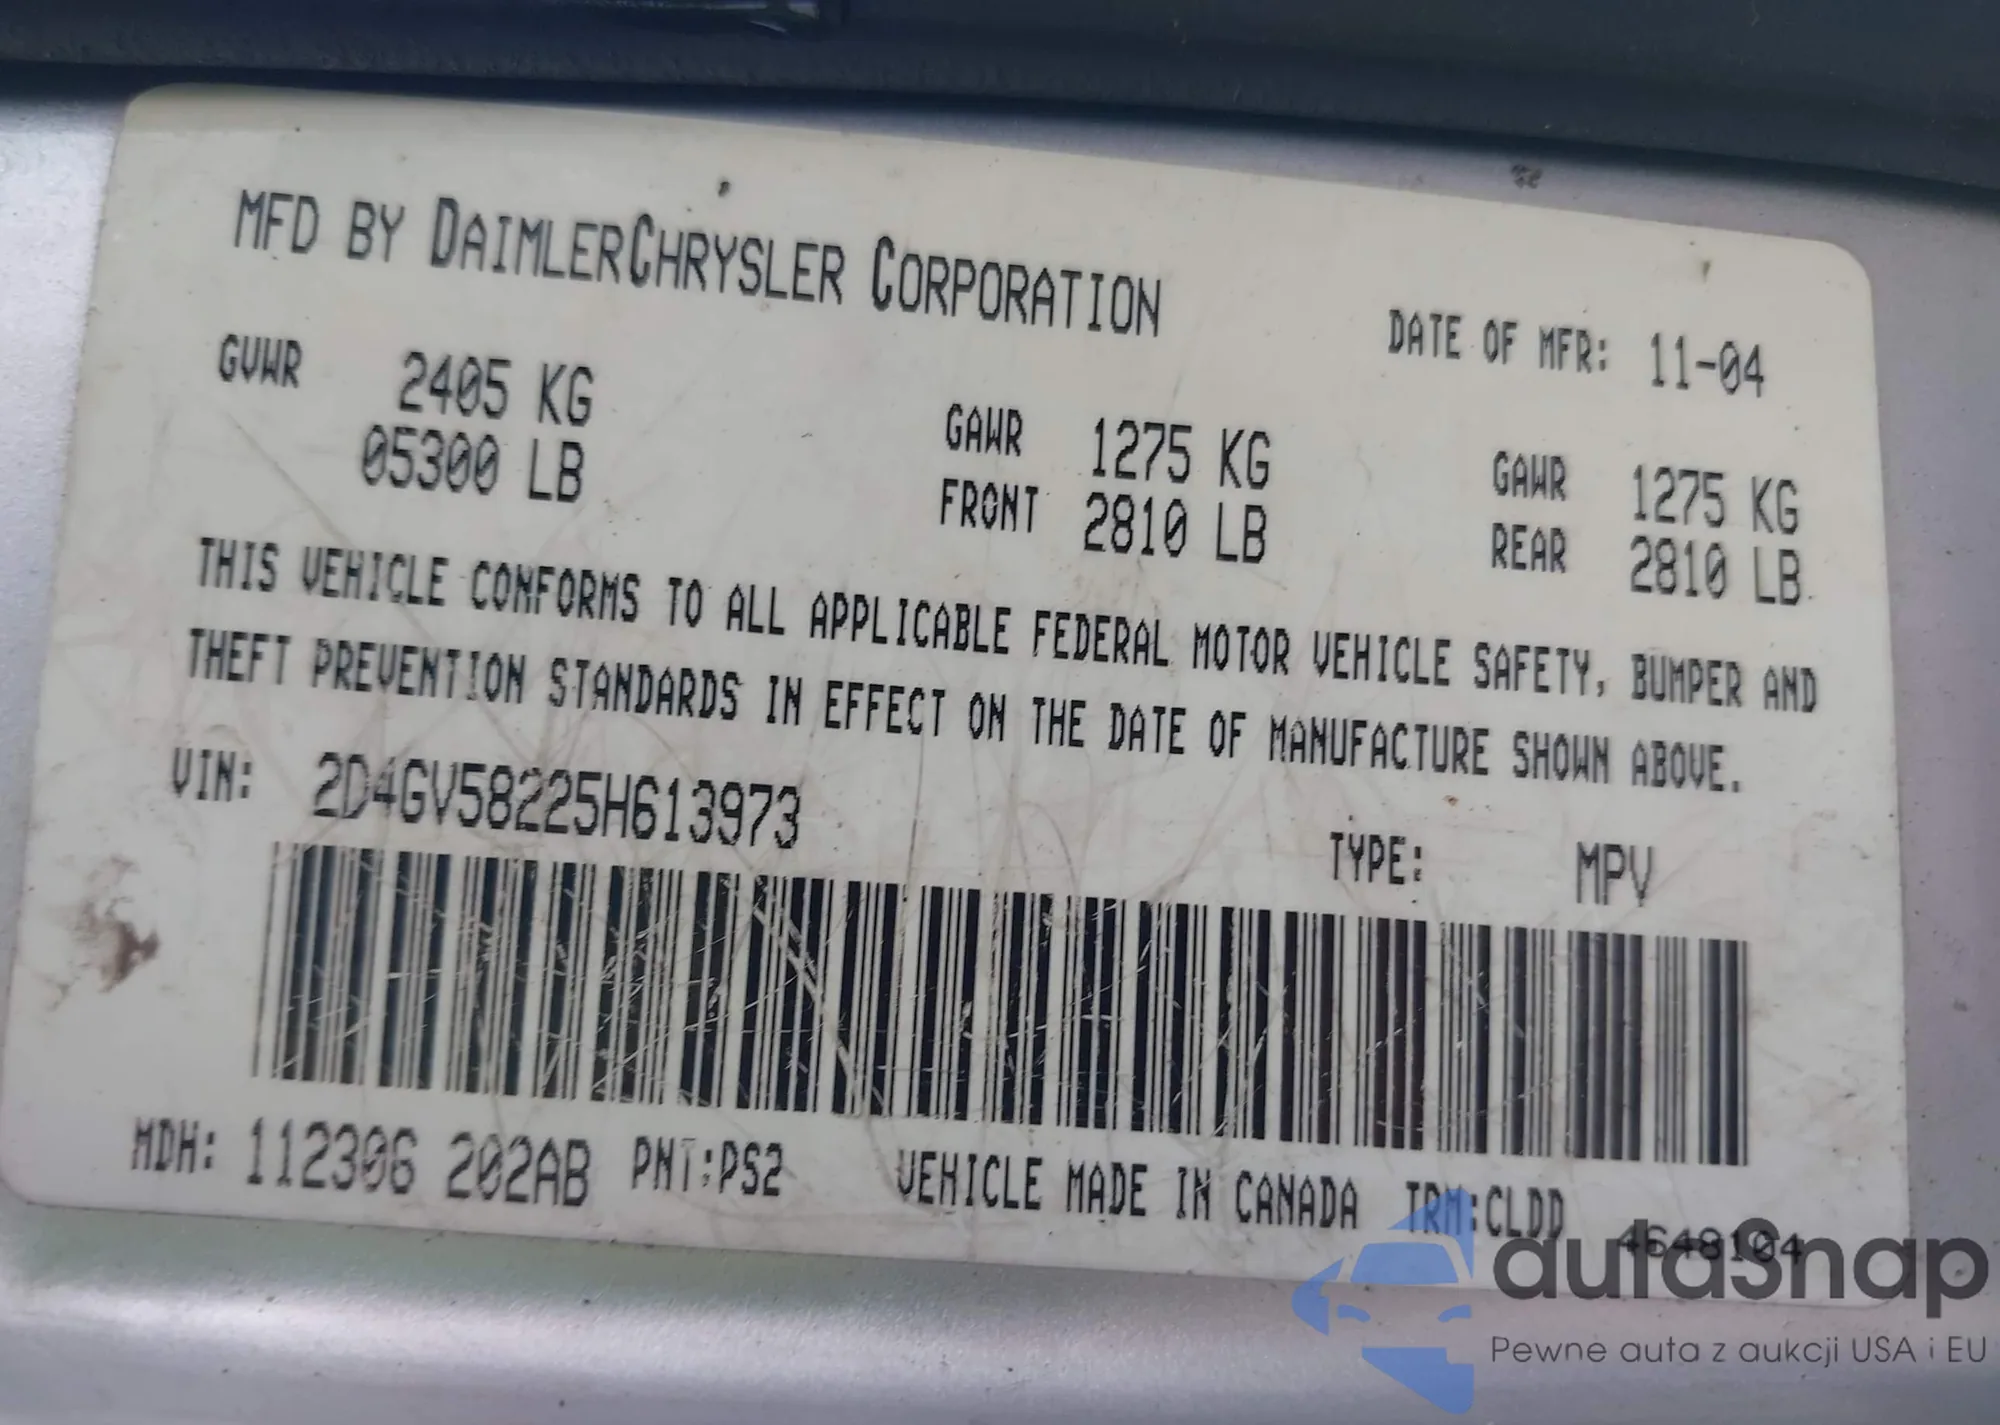 MFD BY DAIMLERCHRYSLER CORPORATION
DATE OF MFR: 11-04
GVWR 2405 KG
05300 LB
GAWR 1275 KG
FRONT 2810 LB
GAWR 1275 KG
REAR 2810 LB
THIS VEHICLE CONFORMS TO ALL APPLICABLE FEDERAL MOTOR VEHICLE SAFETY, BUMPER AND
THEFT PREVENTION STANDARDS IN EFFECT ON THE DATE OF MANUFACTURE SHOWN ABOVE.
VIN: 2D4GV58225H613973
TYPE: MPV
MDH: 112306 202AB PNT:PS2 VEHICLE MADE IN CANADA TRM:CLDD
4648104
autaSnap
Pewne auta z aukcji USA i EU